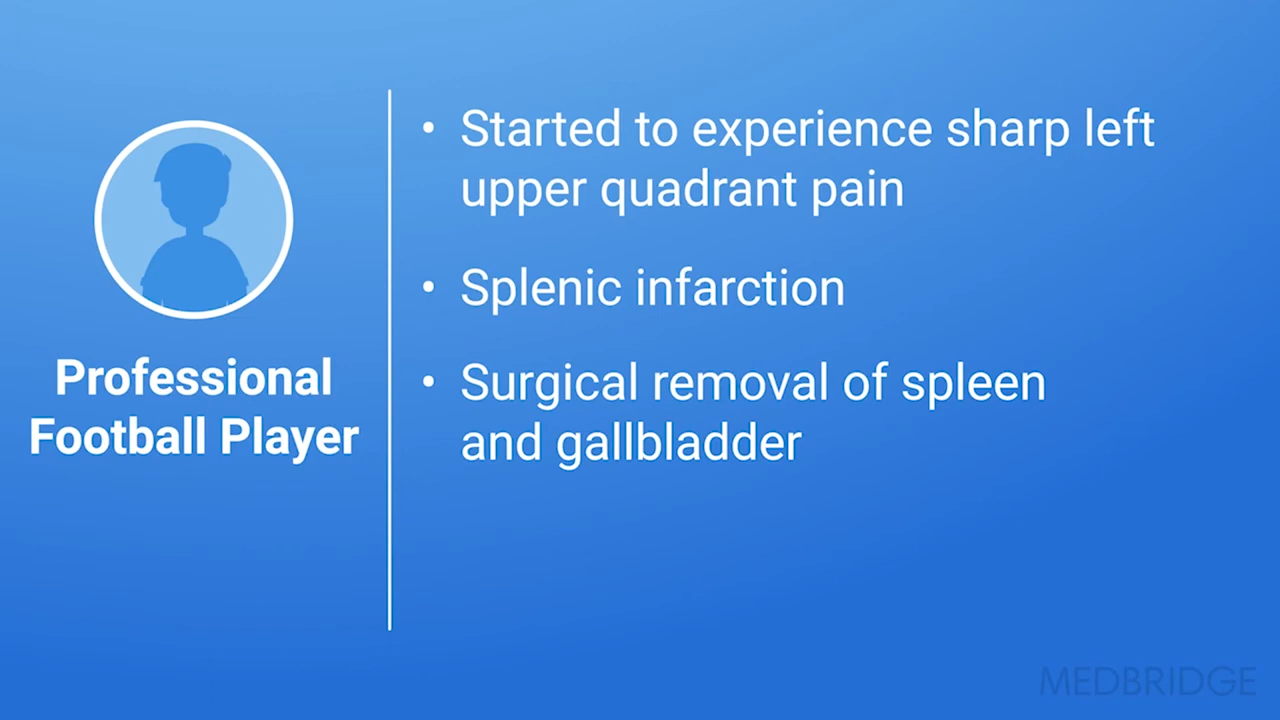 Professional
Football Player
• Started to experience sharp left
upper quadrant pain
• Splenic infarction
• Surgical removal of spleen
and gallbladder
MEDBRIDGE